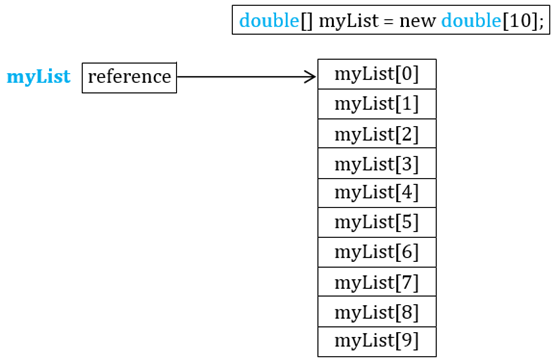 double[] myList = new double[10];
myList reference myList[0]
myList[1]
myList[2]
myList[3]
myList[4]
myList[5]
myList[6]
myList[7]
myList[8]
myList[9]